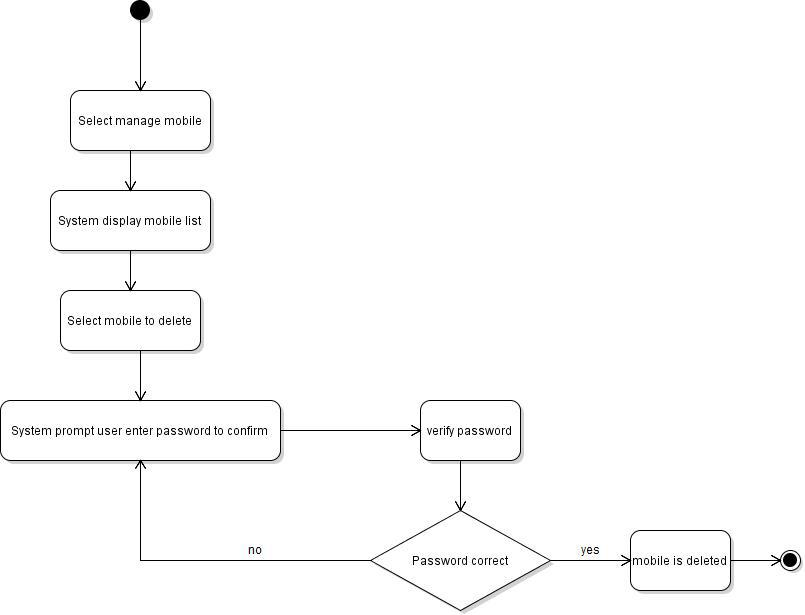 Select manage mobile
System display mobile list
Select mobile to delete
System prompt user enter password to confirm
verify password
no
Password correct
yes
mobile is deleted